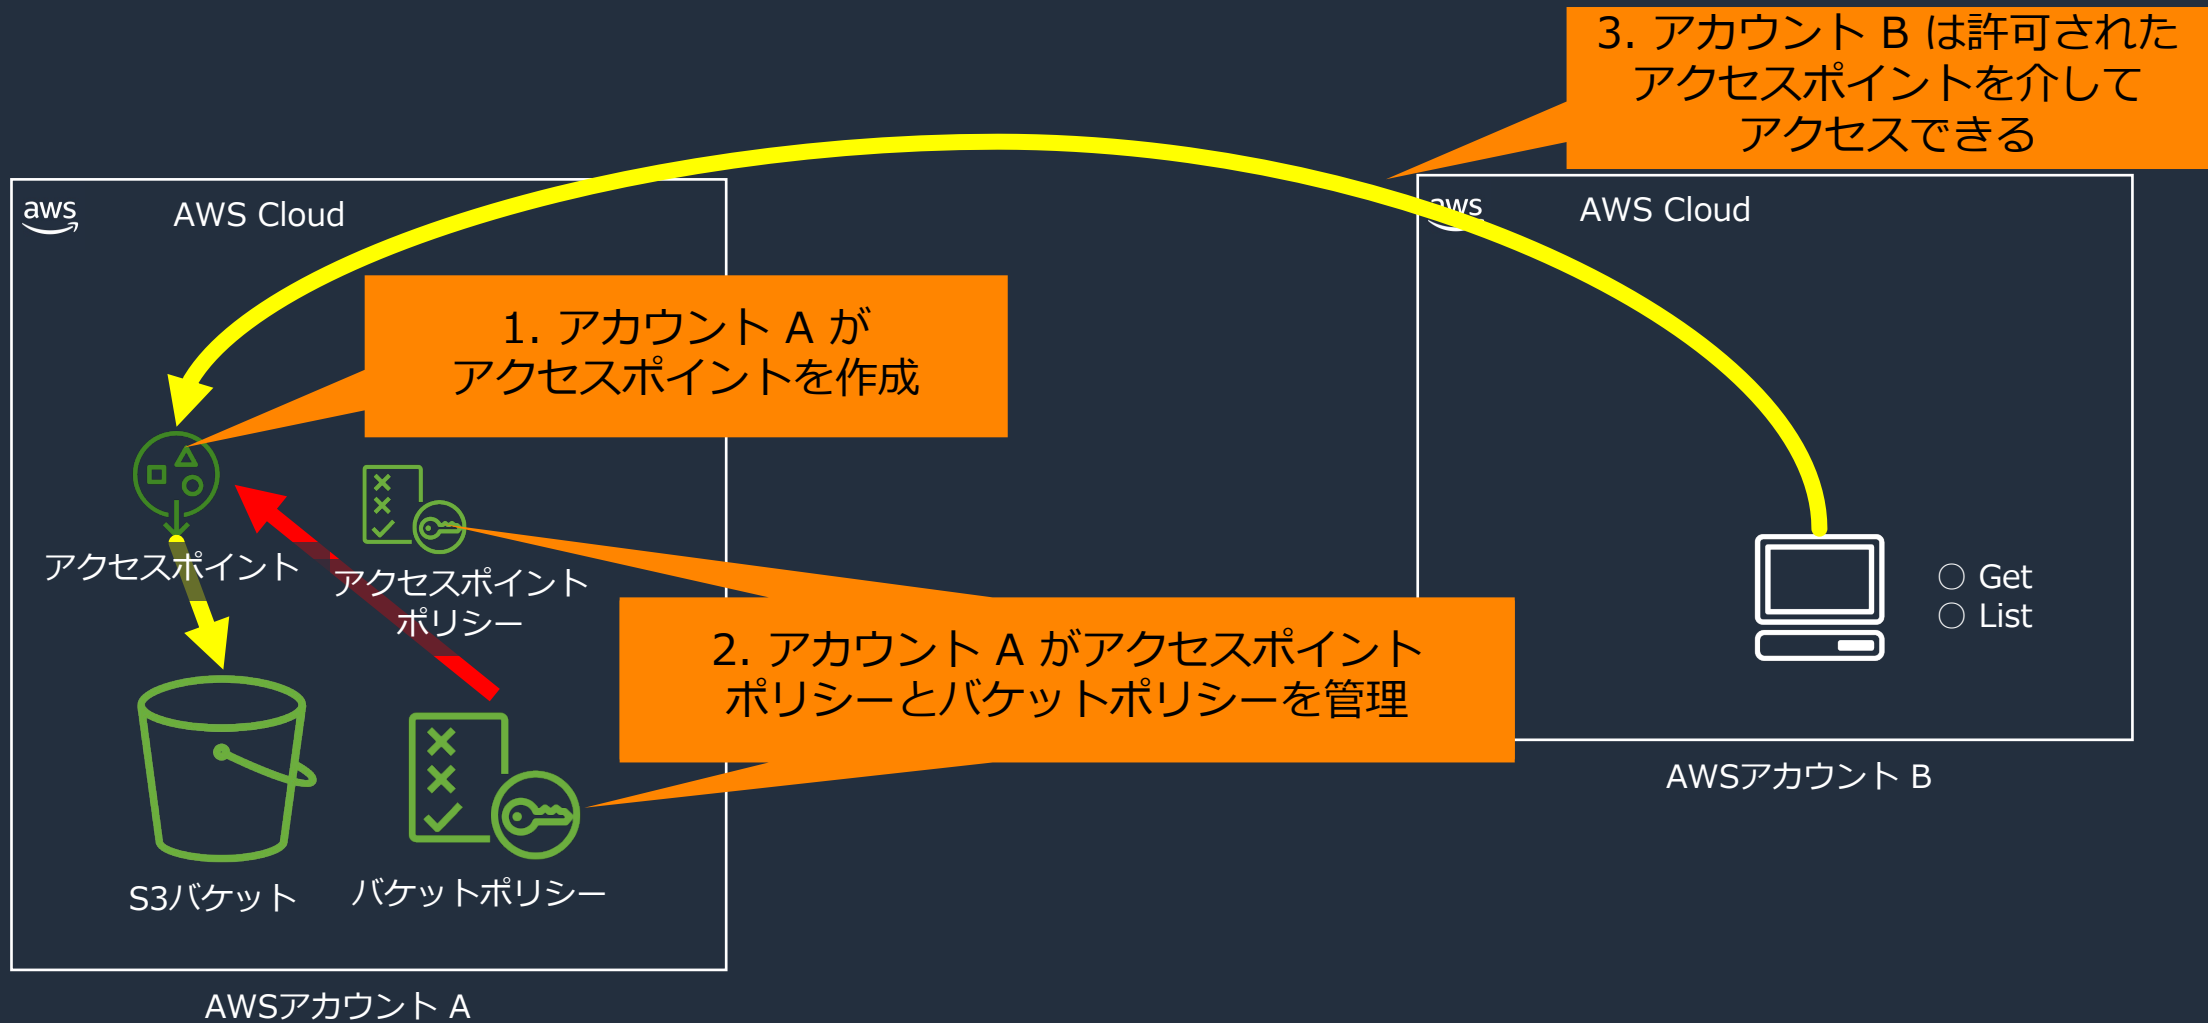 3. アカウント B は許可された
アクセスポイントを介して
アクセスできる
aws
AWS Cloud
aws
AWS Cloud
1. アカウント A が
アクセスポイントを作成
アクセスポイント
アクセスポイント
ポリシー
○ Get
○ List
2. アカウント A がアクセスポイント
ポリシーとバケットポリシーを管理
AWSアカウント B
S3バケット
バケットポリシー
AWSアカウント A